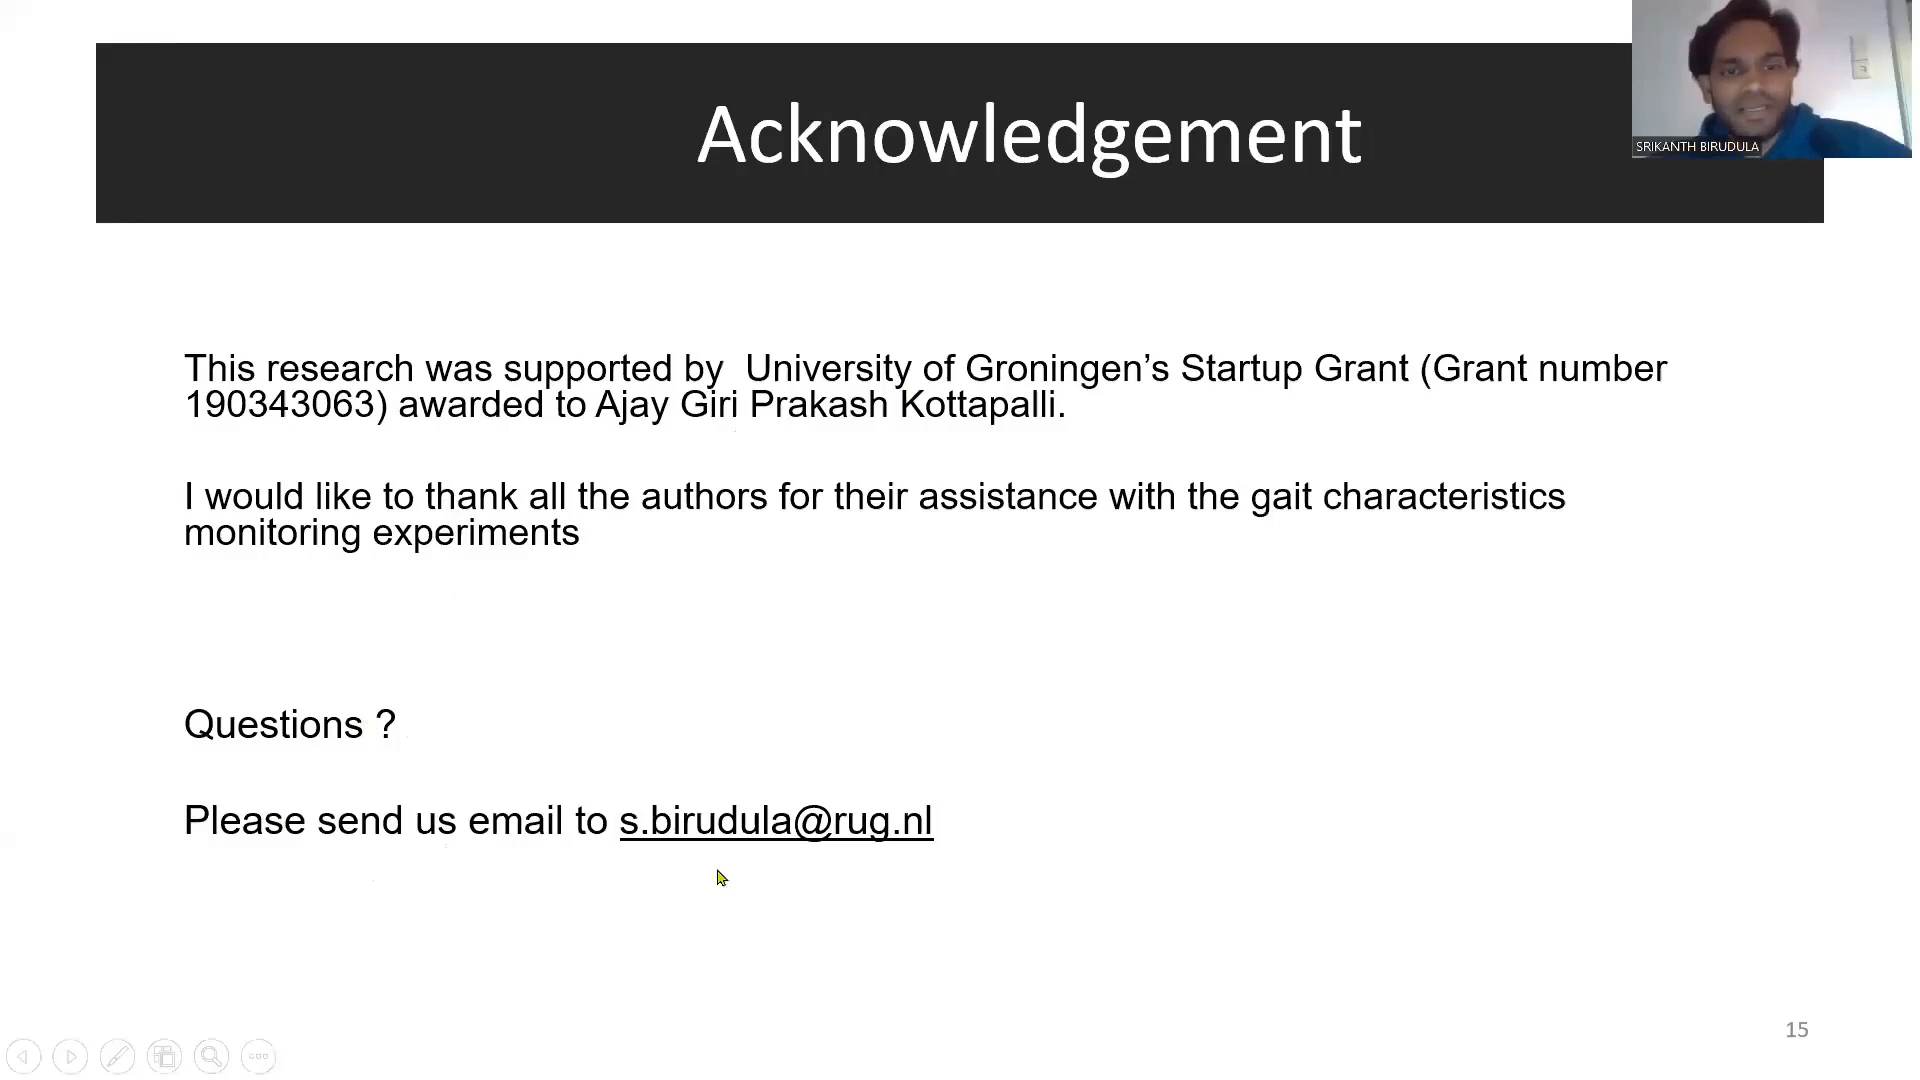 Acknowledgement
SRIKANTH BIRUDULA
This research was supported by  University of Groningen’s Startup Grant (Grant number
190343063) awarded to Ajay Giri Prakash Kottapalli.
I would like to thank all the authors for their assistance with the gait characteristics
monitoring experiments
Questions ?
Please send us email to s.birudula@rug.nl
15